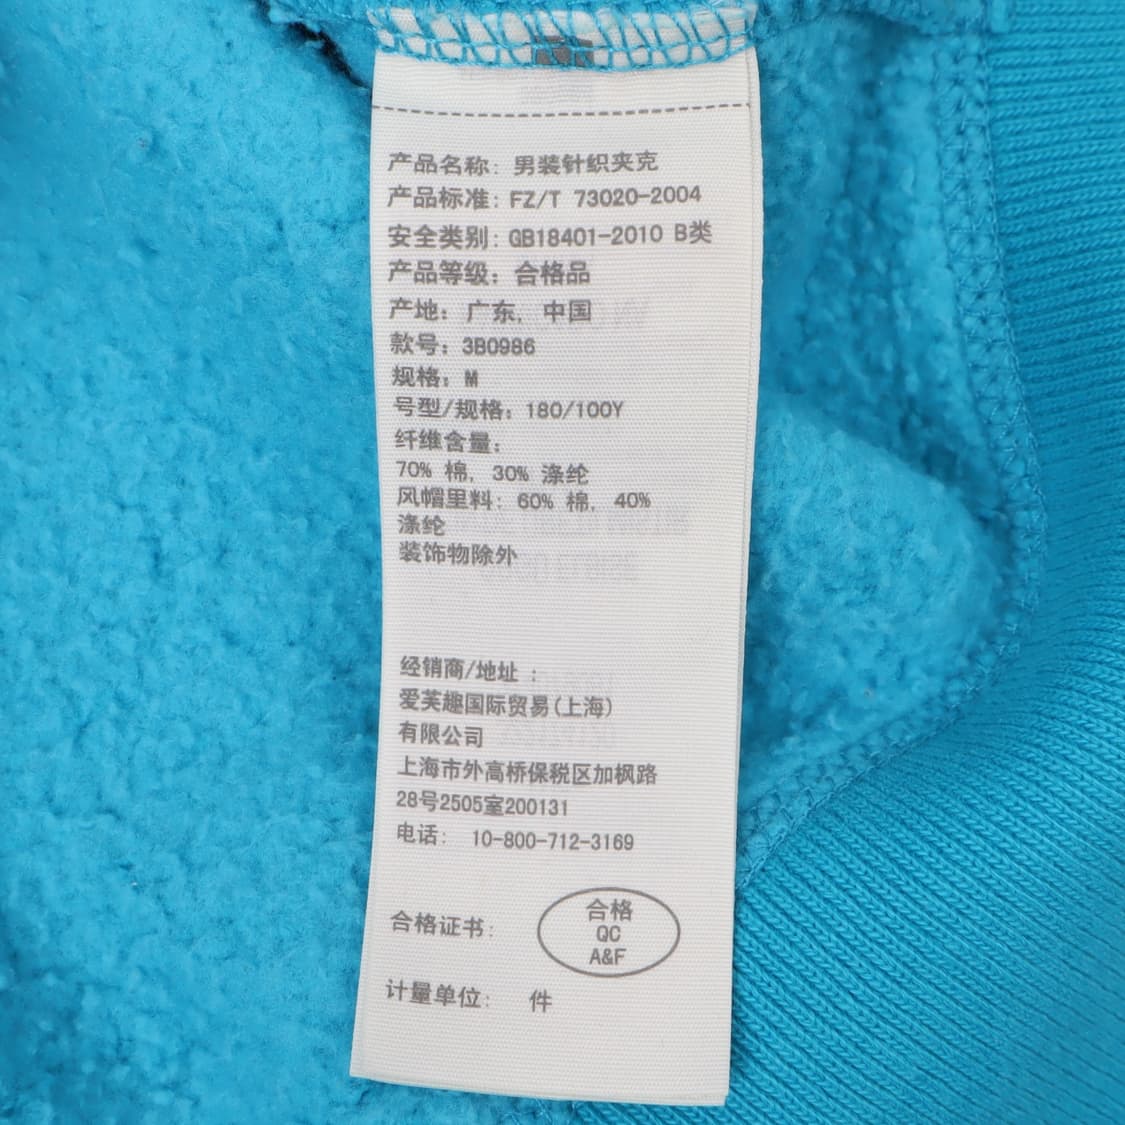 产品名称: 男装针织夹克
产品标准: FZ/T 73020-2004
安全类别: GB18401-2010 B类
产品等级: 合格品
产地: 广东, 中国
款号: 3B0986
规格: M
号型/规格: 180/100Y
纤维含量:
70% 棉, 30% 涤纶
风帽里料: 60% 棉, 40%
涤纶
装饰物除外
经销商/地址 :
爱芙趣国际贸易(上海)
有限公司
上海市外高桥保税区加枫路
28号2505室200131
电话: 10-800-712-3169
合格
合格证书: QC
A&F
计量单位: 件